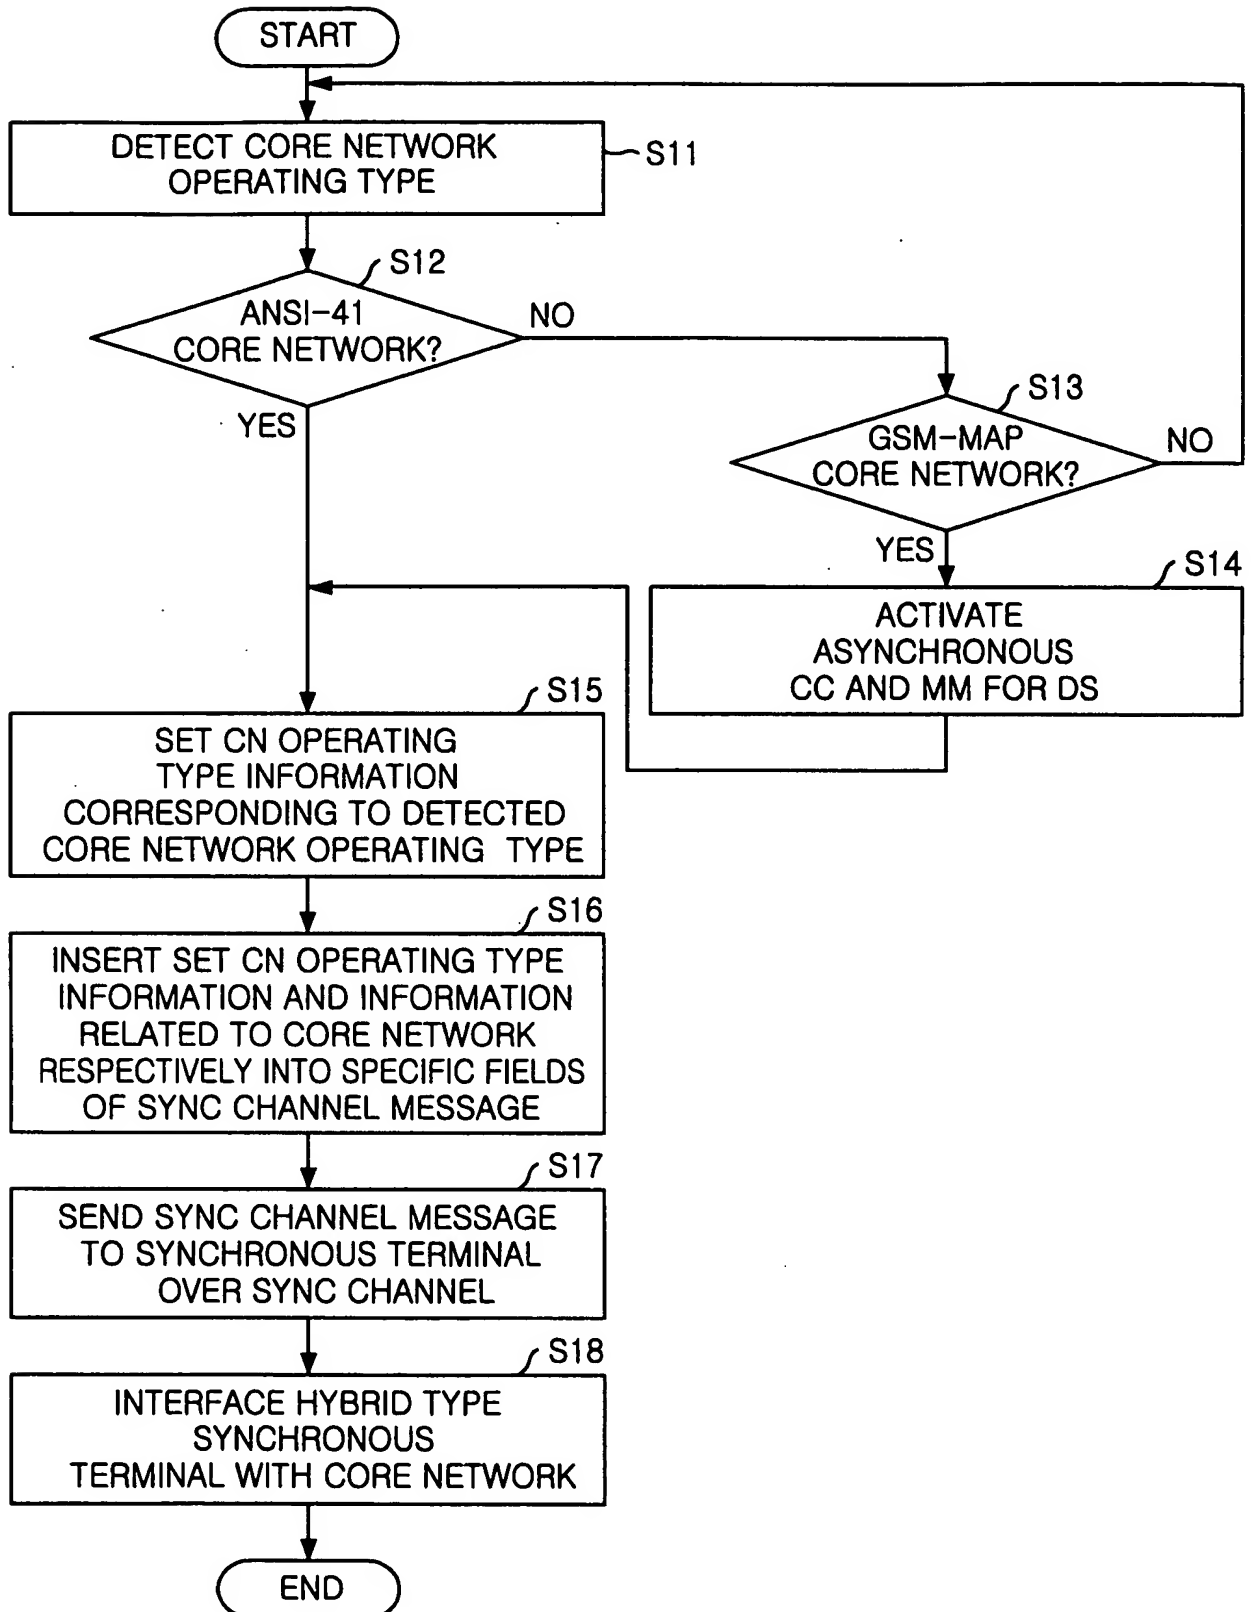 START
DETECT CORE NETWORK
OPERATING TYPE
S11
S12
ANSI-41
CORE NETWORK?
NO
YES
S13
GSM-MAP
CORE NETWORK?
NO
YES
S14
ACTIVATE
ASYNCHRONOUS
CC AND MM FOR DS
S15
SET CN OPERATING
TYPE INFORMATION
CORRESPONDING TO DETECTED
CORE NETWORK OPERATING TYPE
S16
INSERT SET CN OPERATING TYPE
INFORMATION AND INFORMATION
RELATED TO CORE NETWORK
RESPECTIVELY INTO SPECIFIC FIELDS
OF SYNC CHANNEL MESSAGE
S17
SEND SYNC CHANNEL MESSAGE
TO SYNCHRONOUS TERMINAL
OVER SYNC CHANNEL
S18
INTERFACE HYBRID TYPE
SYNCHRONOUS
TERMINAL WITH CORE NETWORK
END